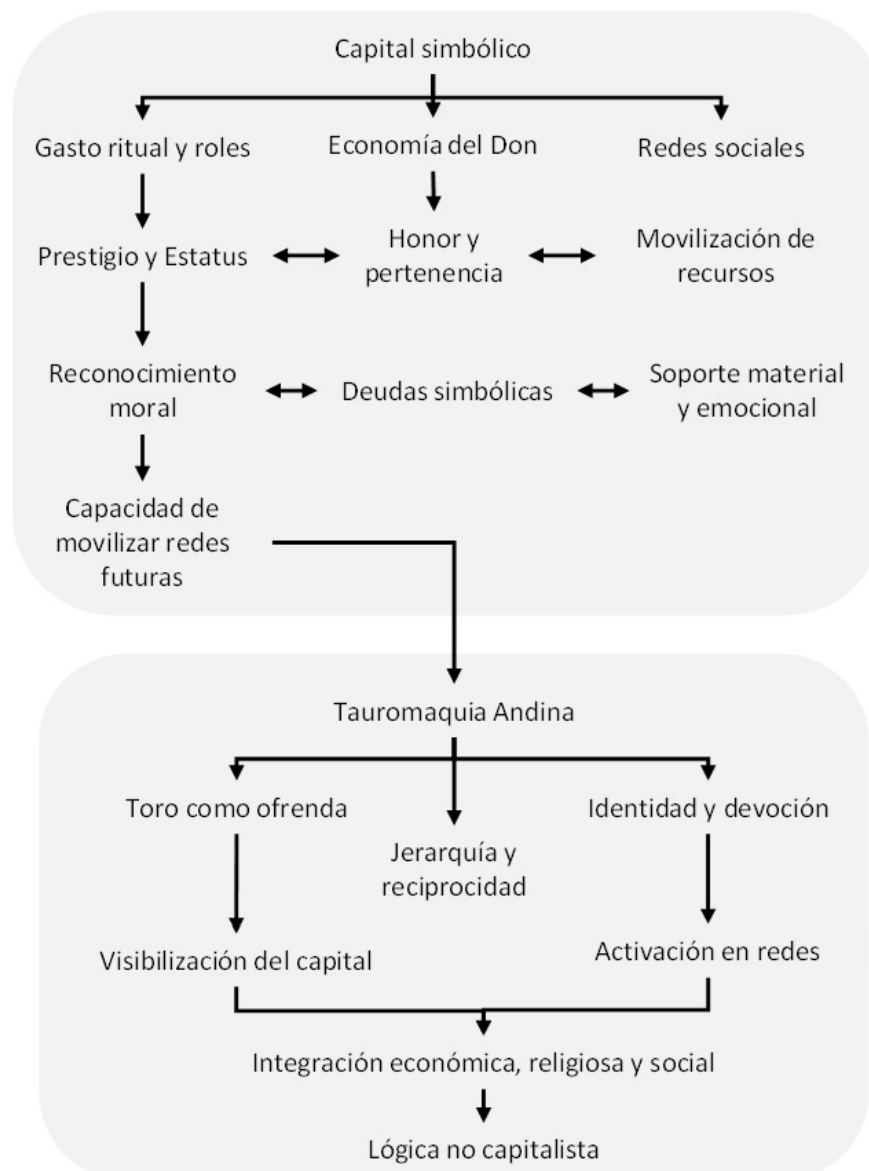 Capital simbólico
Gasto ritual y roles
Economía del Don
Redes sociales
Prestigio y Estatus
Honor y
pertenencia
Movilización de
recursos
Reconocimiento
moral
Deudas simbólicas
Soporte material
y emocional
Capacidad de
movilizar redes
futuras
Tauromaquia Andina
Toro como ofrenda
Jerarquía y
reciprocidad
Identidad y devoción
Visibilización del capital
Activación en redes
Integración económica, religiosa y social
Lógica no capitalista